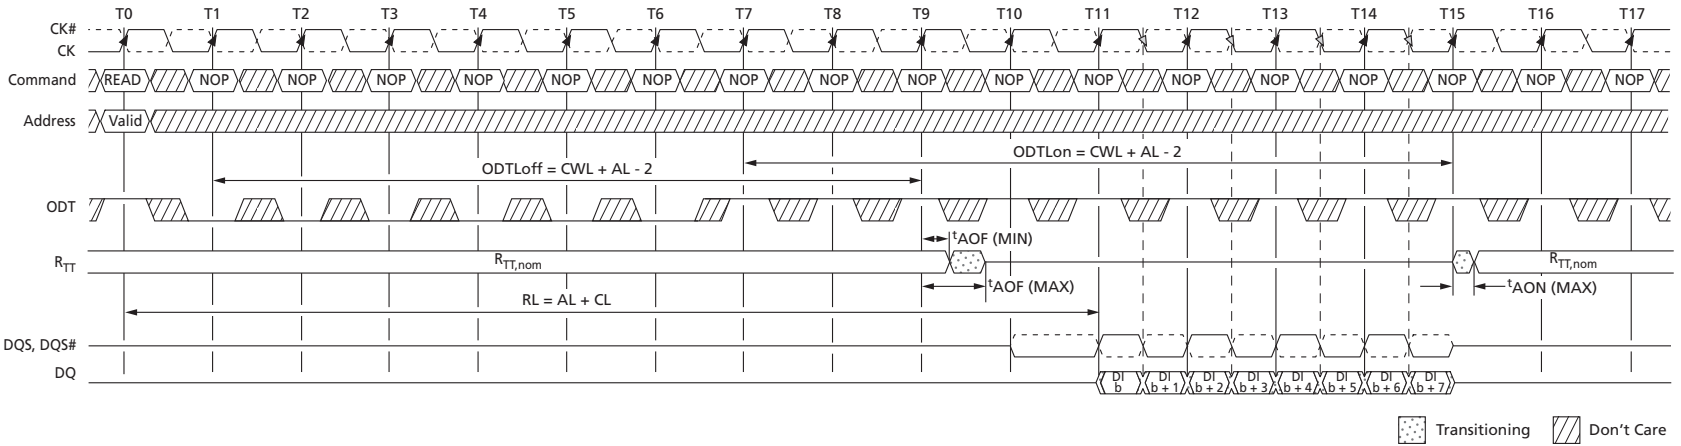 T0 T1 T2 T3 T4 T5 T6 T7 T8 T9 T10 T11 T12 T13 T14 T15 T16 T17
CK#
CK
Command READ NOP NOP NOP NOP NOP NOP NOP NOP NOP NOP NOP NOP NOP NOP NOP NOP NOP
Address Valid
ODTLon = CWL + AL - 2
ODTLoff = CWL + AL - 2
ODT
tAOF (MIN)
RTT RTT,nom RTT,nom
tAOF (MAX) tAON (MAX)
RL = AL + CL
DQS, DQS#
DQ
DI b DI b + 1 DI b + 2 DI b + 3 DI b + 4 DI b + 5 DI b + 6 DI b + 7
Transitioning Don't Care